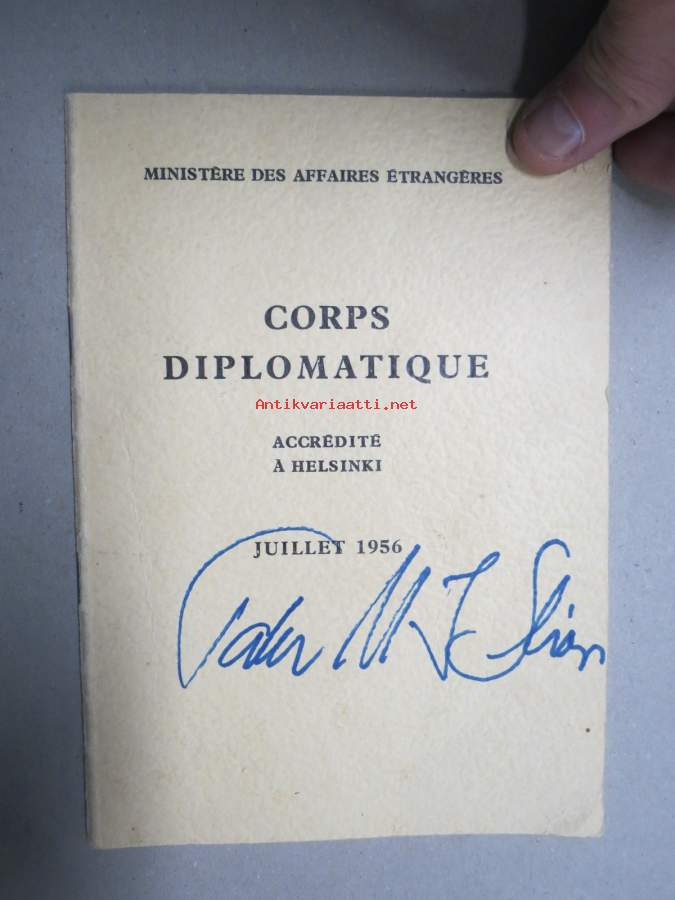 MINISTÈRE DES AFFAIRES ÉTRANGÈRES
CORPS
DIPLOMATIQUE
Antikvariaatti.net
ACCRÉDITÉ
À HELSINKI
JUILLET 1956